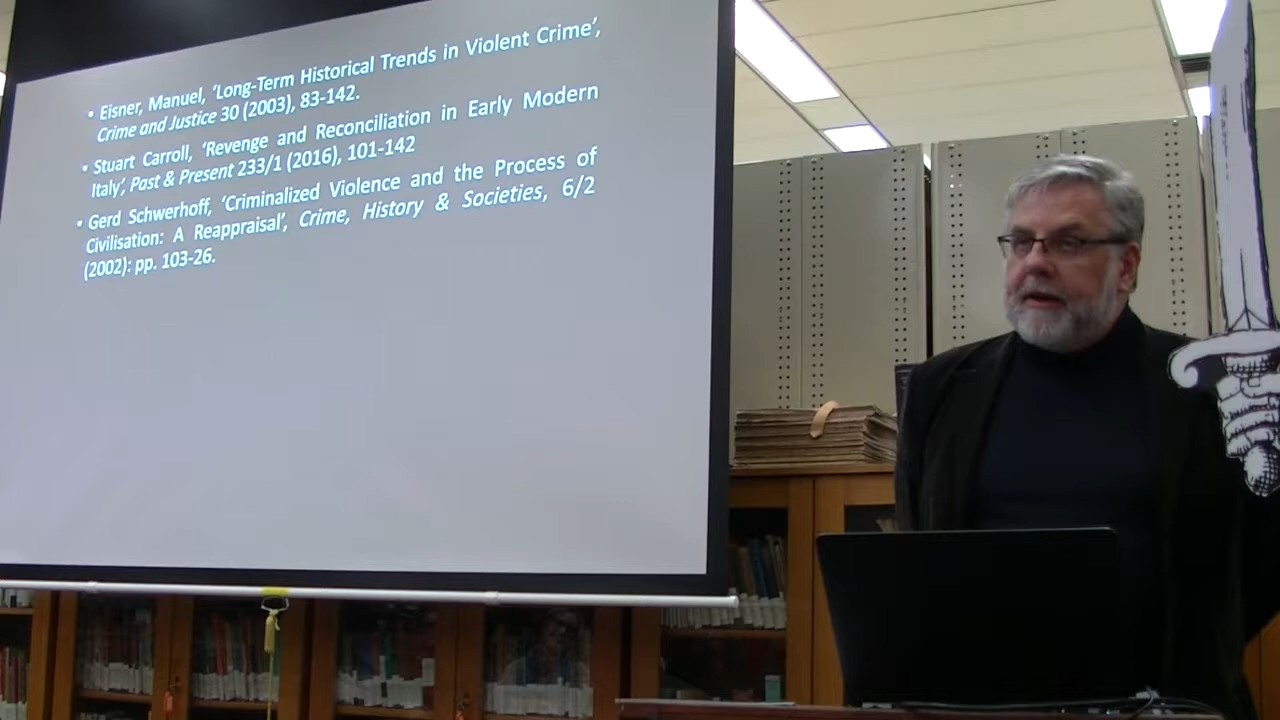 • Eisner, Manuel, ‘Long-Term Historical Trends in Violent Crime’,
Crime and Justice 30 (2003), 83-142.
• Stuart Carroll, ‘Revenge and Reconciliation in Early Modern
Italy’, Past & Present 233/1 (2016), 101-142
• Gerd Schwerhoff, ‘Criminalized Violence and the Process of
Civilisation: A Reappraisal’, Crime, History & Societies, 6/2
(2002): pp. 103-26.